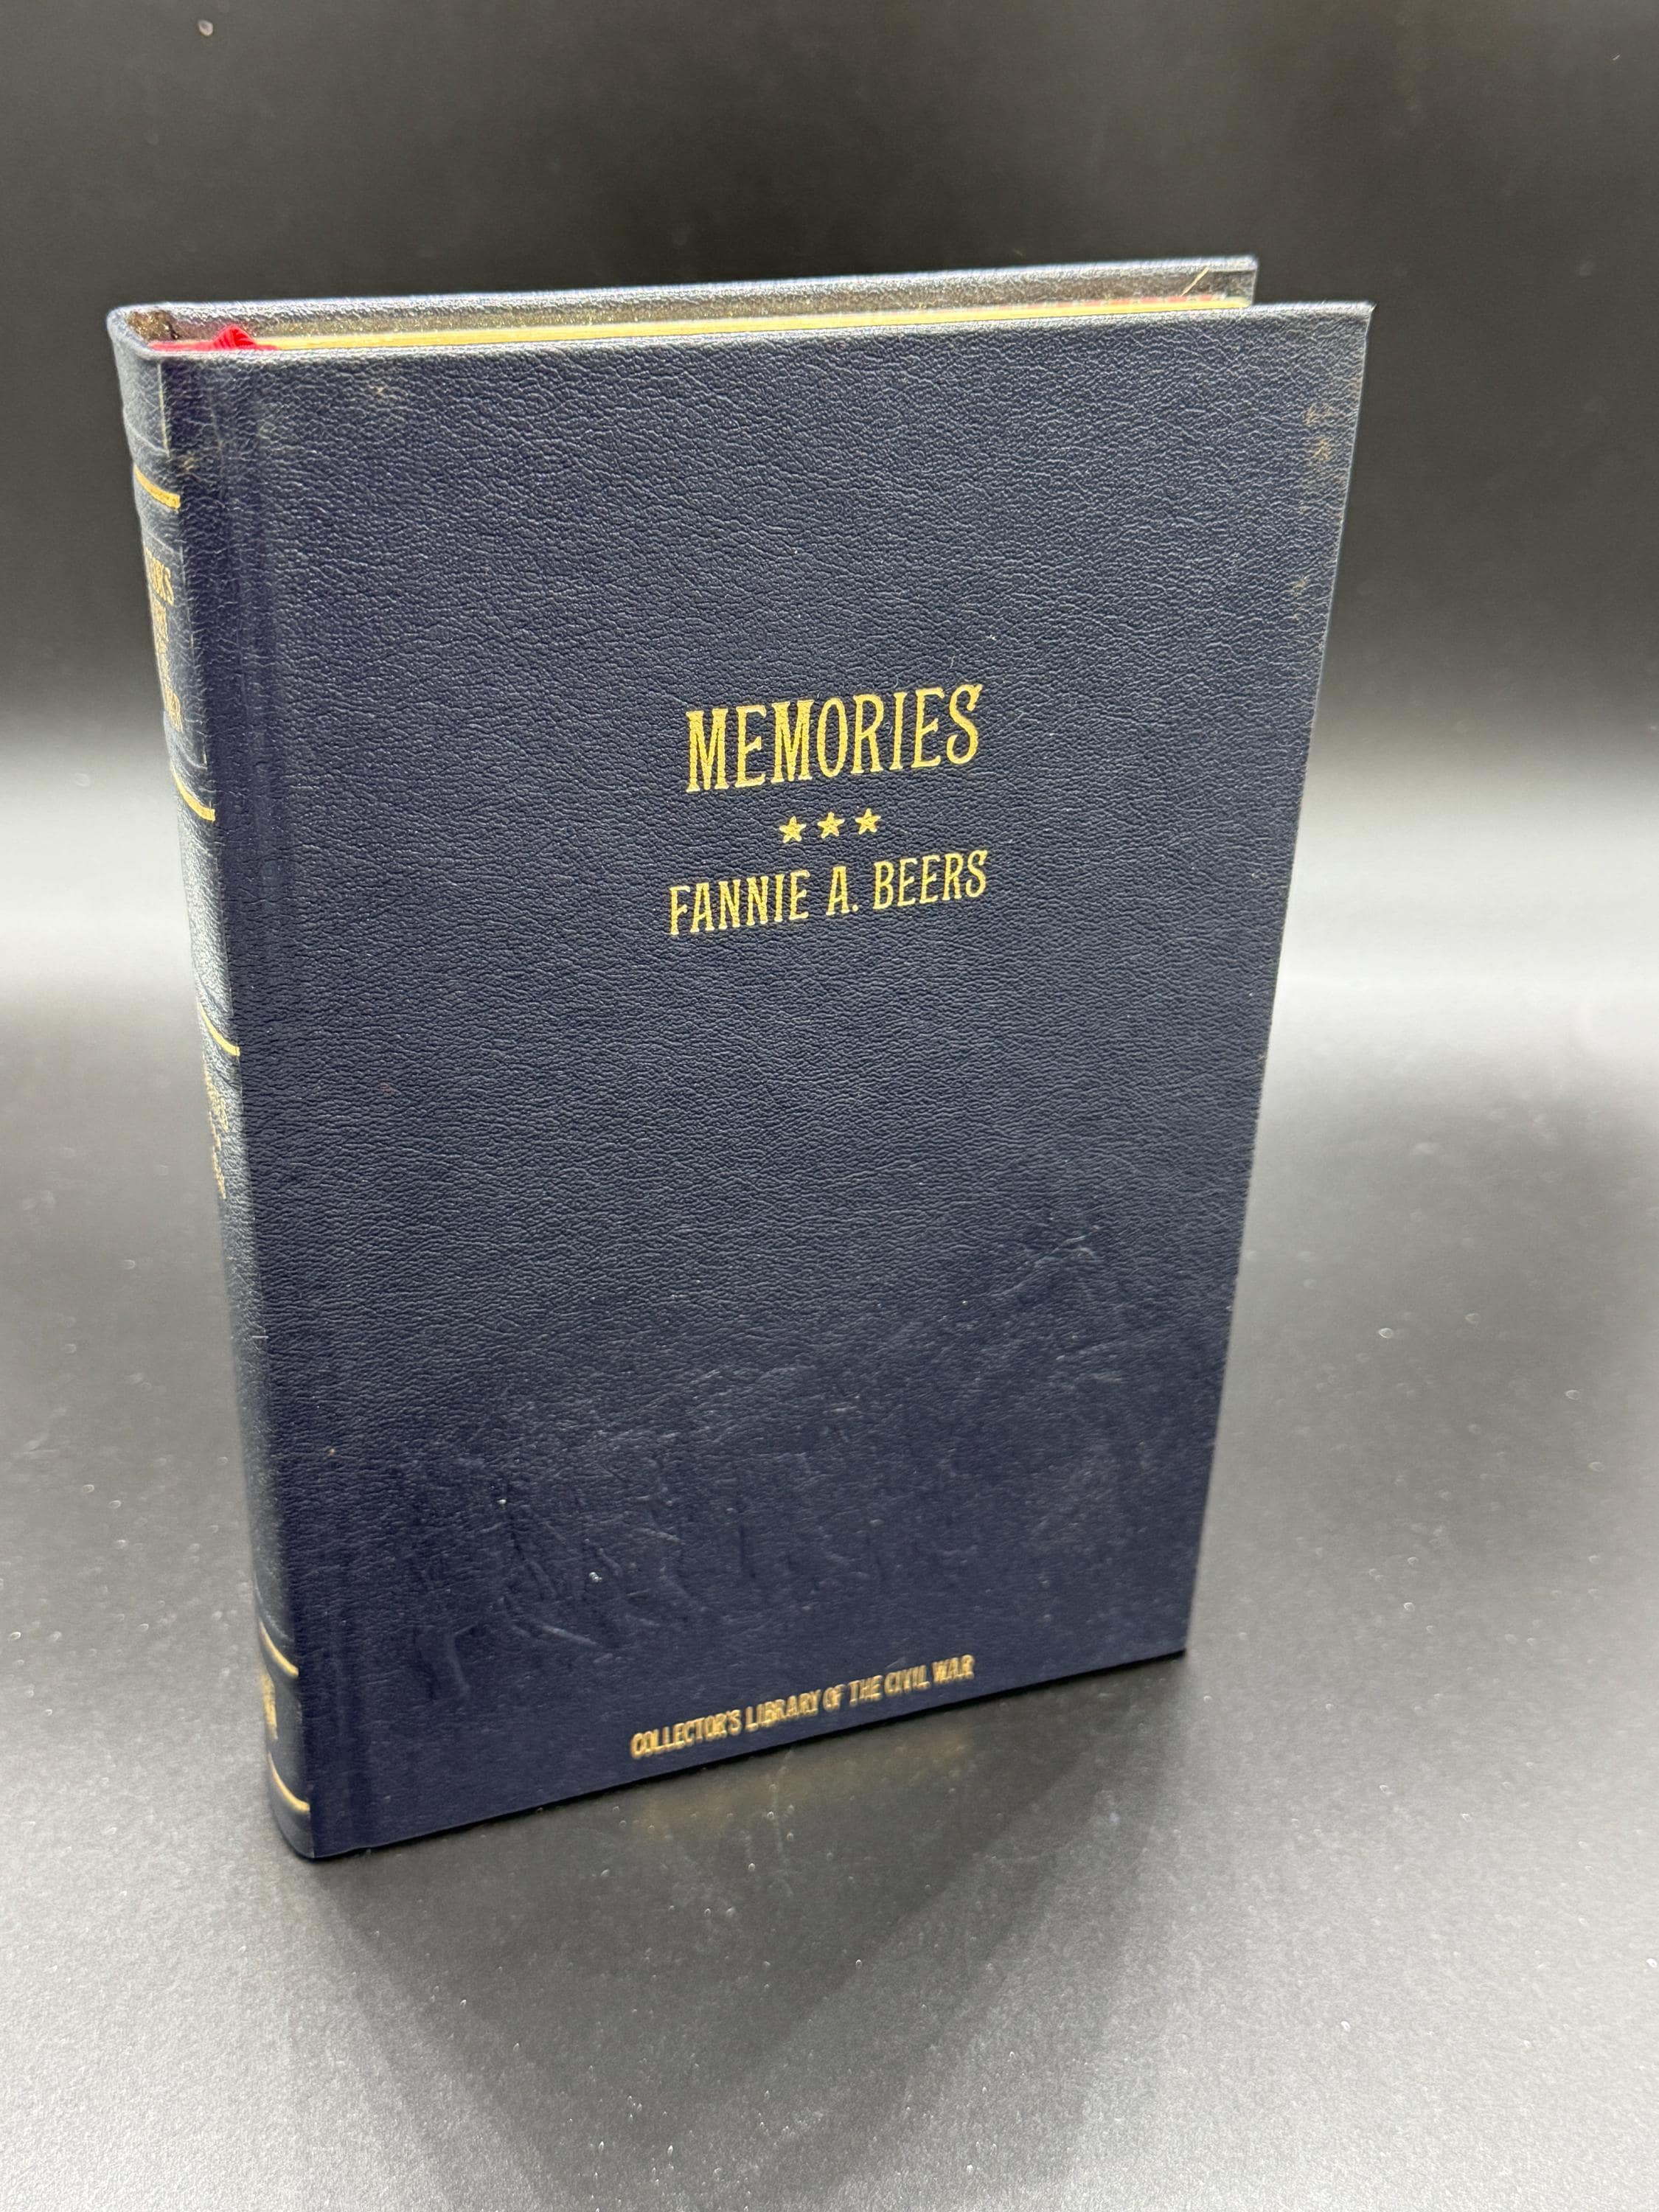 MEMORIES
FANNIE A. BEERS
COLLECTOR'S LIBRARY OF THE CIVIL WAR